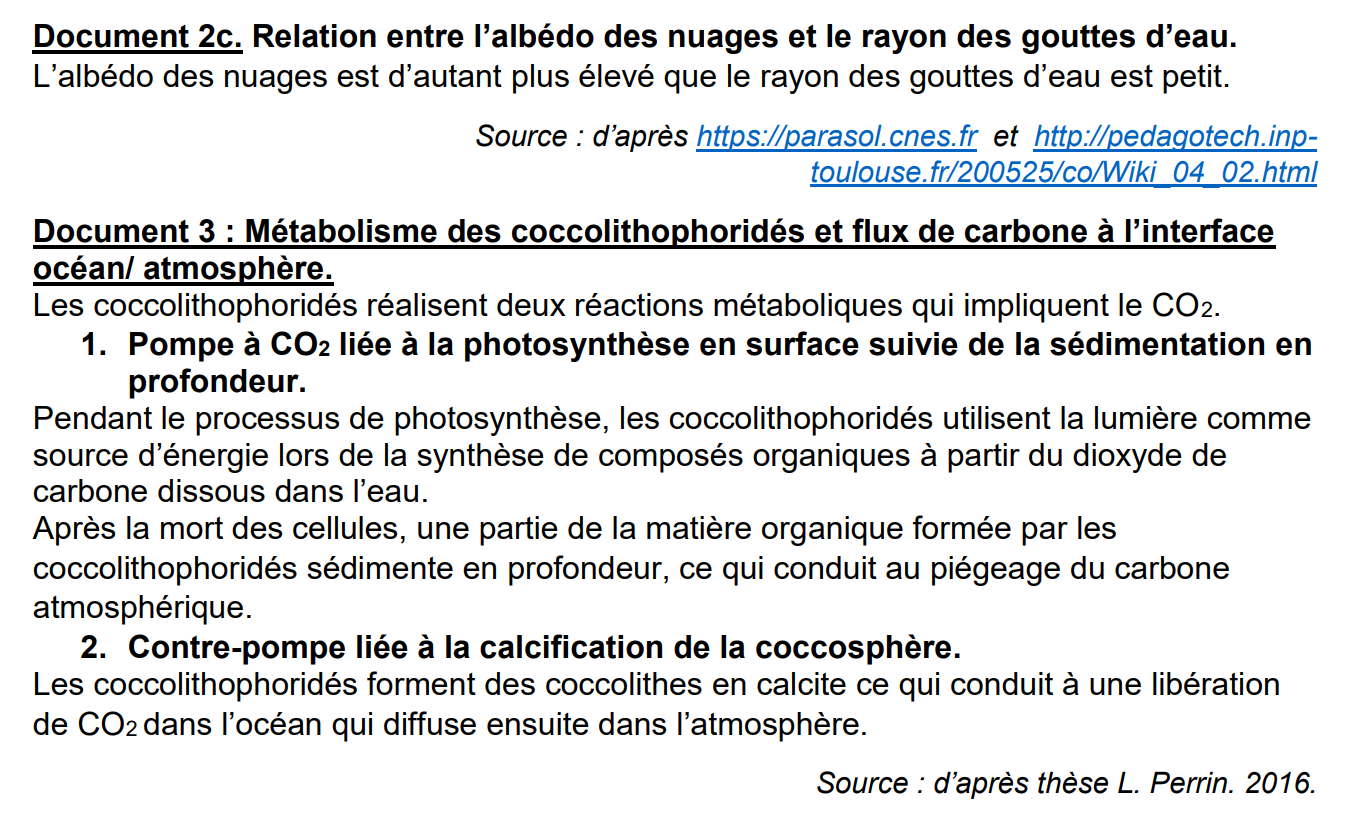 Document 2c. Relation entre l’albédo des nuages et le rayon des gouttes d’eau.
L’albédo des nuages est d’autant plus élevé que le rayon des gouttes d’eau est petit.
Source : d’après https://parasol.cnes.fr et http://pedagotech.inp-
toulouse.fr/200525/co/Wiki_04_02.html
Document 3 : Métabolisme des coccolithophoridés et flux de carbone à l’interface
océan/ atmosphère.
Les coccolithophoridés réalisent deux réactions métaboliques qui impliquent le CO2.
1. Pompe à CO2 liée à la photosynthèse en surface suivie de la sédimentation en
profondeur.
Pendant le processus de photosynthèse, les coccolithophoridés utilisent la lumière comme
source d’énergie lors de la synthèse de composés organiques à partir du dioxyde de
carbone dissous dans l’eau.
Après la mort des cellules, une partie de la matière organique formée par les
coccolithophoridés sédimente en profondeur, ce qui conduit au piégeage du carbone
atmosphérique.
2. Contre-pompe liée à la calcification de la coccosphère.
Les coccolithophoridés forment des coccolithes en calcite ce qui conduit à une libération
de CO2 dans l’océan qui diffuse ensuite dans l’atmosphère.
Source : d’après thèse L. Perrin. 2016.